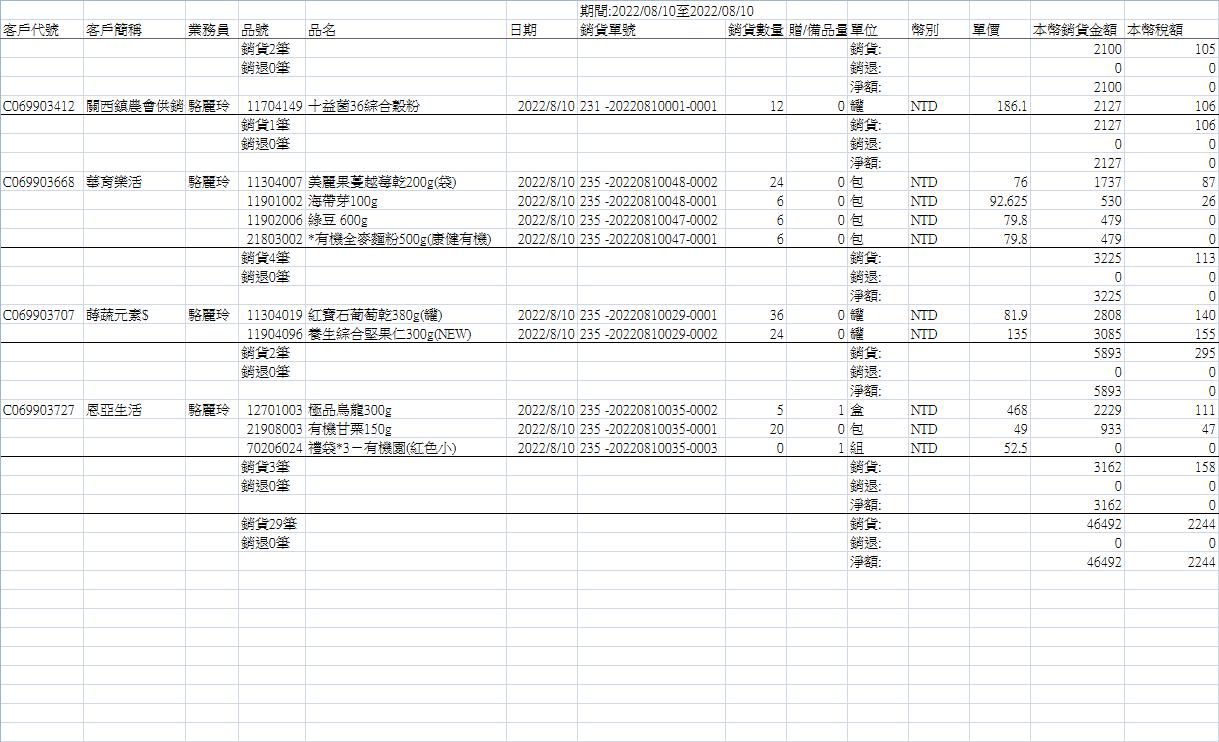 期間:2022/08/10至2022/08/10
客戶代號 客戶簡稱 業務員 品號 品名 日期 銷貨單號 銷貨數量 贈/備品量 單位 幣別 單價 本幣銷貨金額 本幣稅額
銷貨2筆 銷貨: 2100 105
銷退0筆 銷退: 0 0
淨額: 2100 0
C069903412 關西鎮農會供銷 駱麗玲 11704149 十益菌36綜合穀粉 2022/8/10 231 -20220810001-0001 12 0 罐 NTD 186.1 2127 106
銷貨1筆 銷貨: 2127 106
銷退0筆 銷退: 0 0
淨額: 2127 0
C069903668 華育樂活 駱麗玲 11304007 美麗果蔓越莓乾200g(袋) 2022/8/10 235 -20220810048-0002 24 0 包 NTD 76 1737 87
11901002 海帶芽100g 2022/8/10 235 -20220810048-0001 6 0 包 NTD 92.625 530 26
11902006 綠豆 600g 2022/8/10 235 -20220810047-0002 6 0 包 NTD 79.8 479 0
21803002 *有機全麥麵粉500g(康健有機) 2022/8/10 235 -20220810047-0001 6 0 包 NTD 79.8 479 0
銷貨4筆 銷貨: 3225 113
銷退0筆 銷退: 0 0
淨額: 3225 0
C069903707 酵蔬元素S 駱麗玲 11304019 紅寶石葡萄乾380g(罐) 2022/8/10 235 -20220810029-0001 36 0 罐 NTD 81.9 2808 140
11904096 養生綜合堅果仁300g(NEW) 2022/8/10 235 -20220810029-0002 24 0 罐 NTD 135 3085 155
銷貨2筆 銷貨: 5893 295
銷退0筆 銷退: 0 0
淨額: 5893 0
C069903727 恩亞生活 駱麗玲 12701003 極品烏龍300g 2022/8/10 235 -20220810035-0002 5 1 盒 NTD 468 2229 111
21908003 有機甘栗150g 2022/8/10 235 -20220810035-0001 20 0 包 NTD 49 933 47
70206024 禮袋*3－有機園(紅色小) 2022/8/10 235 -20220810035-0003 0 1 組 NTD 52.5 0 0
銷貨3筆 銷貨: 3162 158
銷退0筆 銷退: 0 0
淨額: 3162 0
銷貨29筆 銷貨: 46492 2244
銷退0筆 銷退: 0 0
淨額: 46492 2244